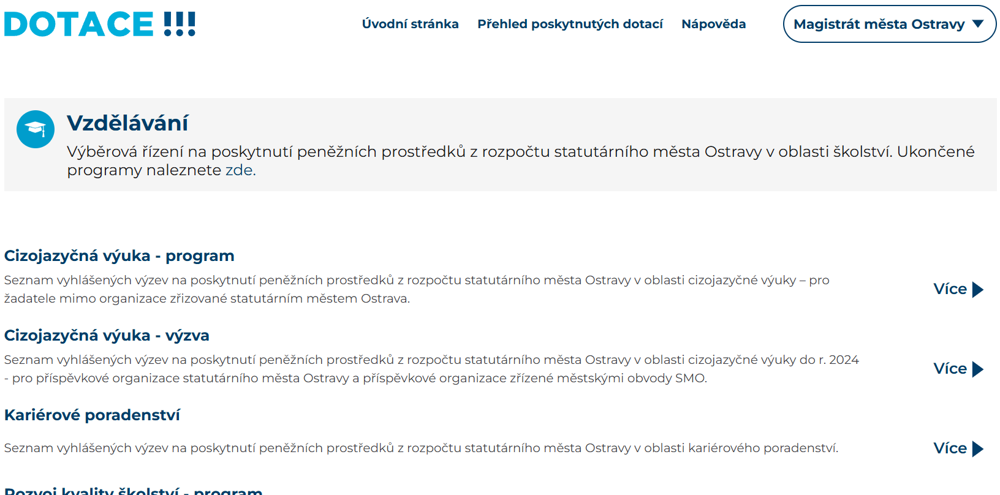 DOTACE !!!
Úvodní stránka
Přehled poskytnutých dotací
Nápověda
Magistrát města Ostravy
Vzdělávání
Výběrová řízení na poskytnutí peněžních prostředků z rozpočtu statutárního města Ostravy v oblasti školství. Ukončené
programy naleznete zde.
Cizojazyčná výuka - program
Seznam vyhlášených výzev na poskytnutí peněžních prostředků z rozpočtu statutárního města Ostravy v oblasti cizojazyčné výuky – pro
žadatele mimo organizace zřizované statutárním městem Ostrava.
Více
Cizojazyčná výuka - výzva
Seznam vyhlášených výzev na poskytnutí peněžních prostředků z rozpočtu statutárního města Ostravy v oblasti cizojazyčné výuky do r. 2024
- pro příspěvkové organizace statutárního města Ostravy a příspěvkové organizace zřízené městskými obvody SMO.
Více
Kariérové poradenství
Seznam vyhlášených výzev na poskytnutí peněžních prostředků z rozpočtu statutárního města Ostravy v oblasti kariérového poradenství.
Více
Rozvoj kvality školství - program